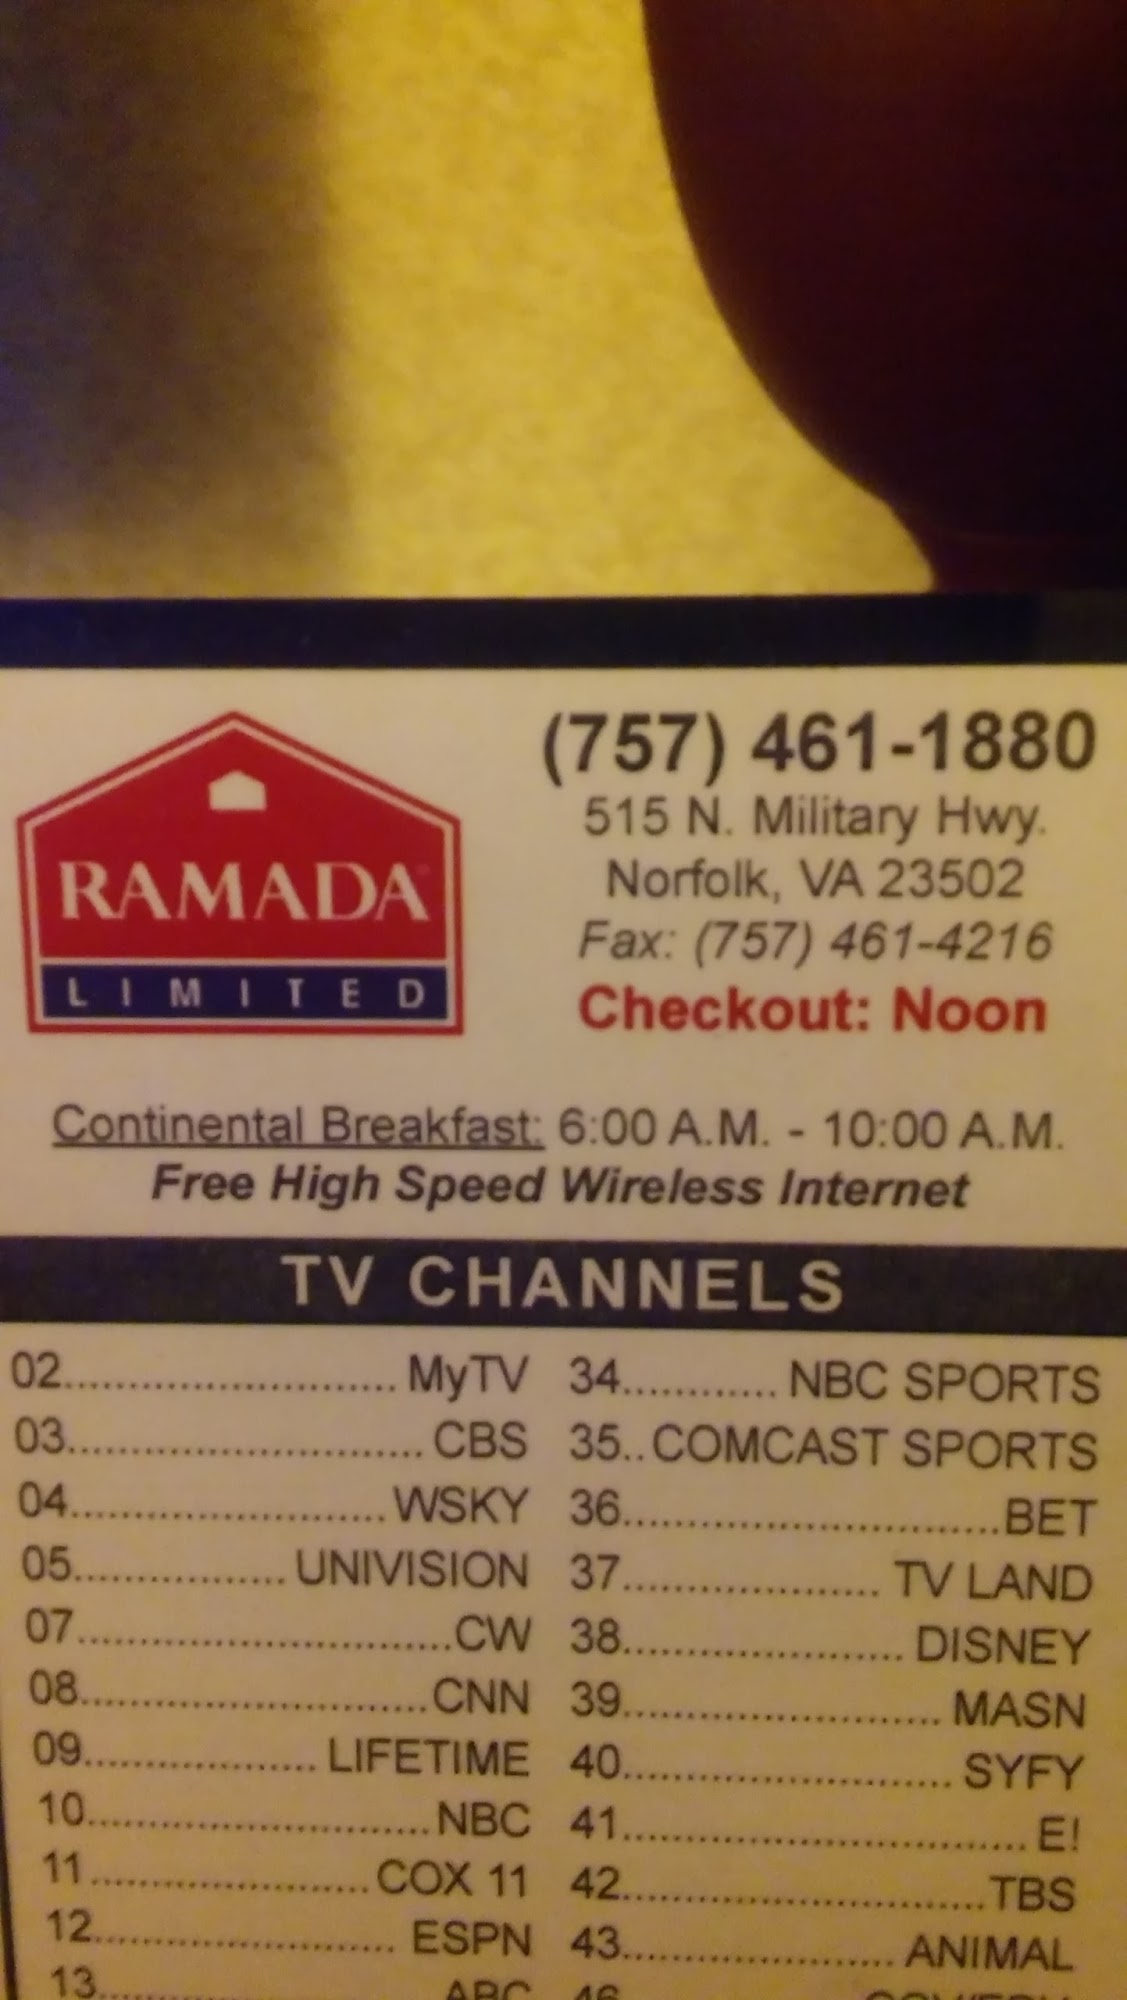 RAMADA
LIMITED
(757) 461-1880
515 N. Military Hwy.
Norfolk, VA 23502
Fax: (757) 461-4216
Checkout: Noon
Continental Breakfast: 6:00 A.M. - 10:00 A.M.
Free High Speed Wireless Internet
TV CHANNELS
02.......................... MyTV
03............................ CBS
04......................... WSKY
05................. UNIVISION
07..............................CW
08............................CNN
09................... LIFETIME
10............................NBC
11...................... COX 11
12........................ ESPN
13............................ ABC
34............ NBC SPORTS
35..COMCAST SPORTS
36..............................BET
37.................... TV LAND
38...................... DISNEY
39......................... MASN
40.......................... SYFY
41................................ E!
42.............................TBS
43..................... ANIMAL
46